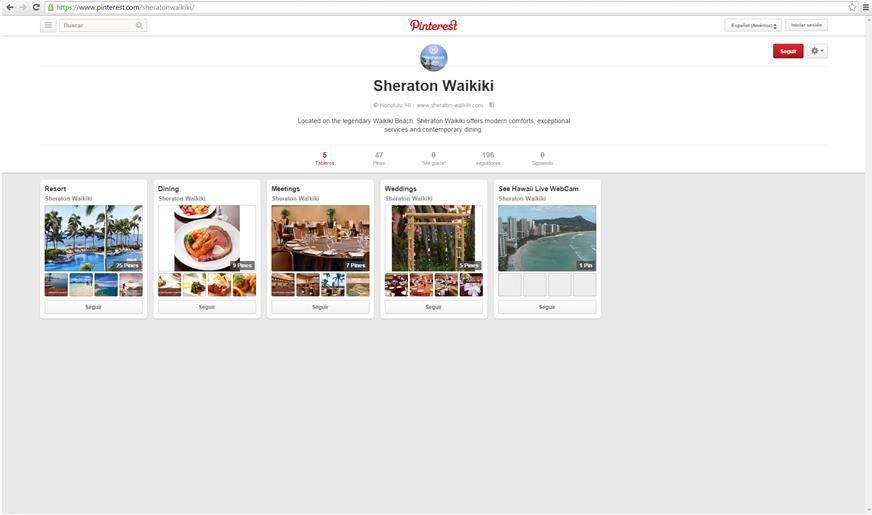 https://www.pinterest.com/sheratonwaikiki/
Buscar
Pinterest
Español (América)
Iniciar sesión
Seguir
Sheraton Waikiki
Honolulu, HI · www.sheraton-waikiki.com
Located on the legendary Waikiki Beach, Sheraton Waikiki offers modern comforts, exceptional
services and contemporary dining.
5 47 0 196 0
Tableros Pines "Me gusta" seguidores Siguiendo
Resort
Sheraton Waikiki
25 Pines
Seguir
Dining
Sheraton Waikiki
9 Pines
Seguir
Meetings
Sheraton Waikiki
7 Pines
Seguir
Weddings
Sheraton Waikiki
5 Pines
Seguir
See Hawaii Live WebCam
Sheraton Waikiki
1 Pin
Seguir